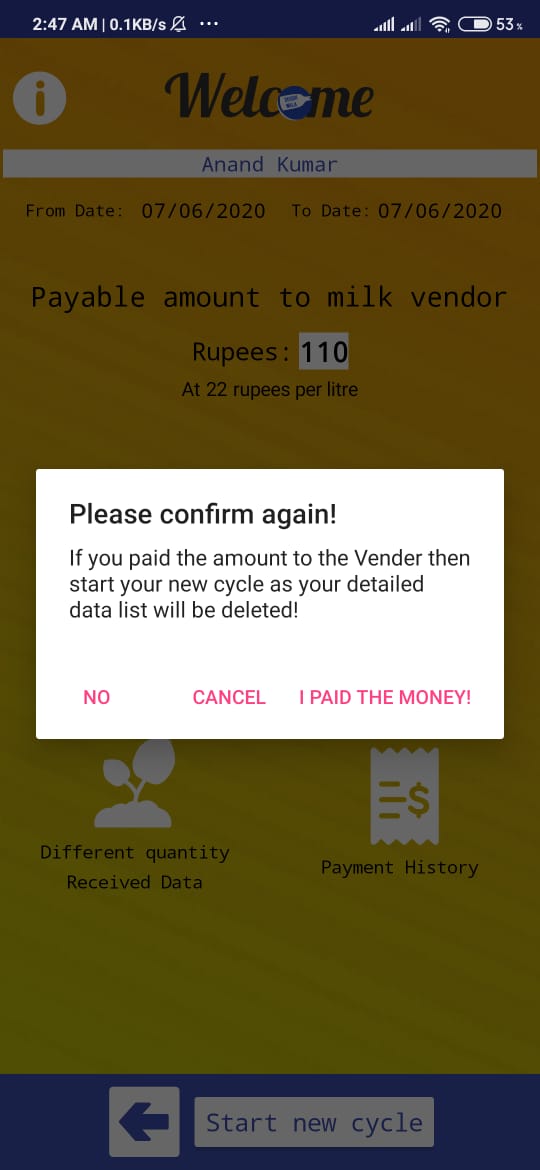 2:47 AM | 0.1KB/s ... 53%
Welcome
Anand Kumar
From Date: 07/06/2020 To Date: 07/06/2020
Payable amount to milk vendor
Rupees: 110
At 22 rupees per litre
Please confirm again!
If you paid the amount to the Vender then
start your new cycle as your detailed
data list will be deleted!
NO CANCEL I PAID THE MONEY!
Different quantity
Received Data
Payment History
Start new cycle